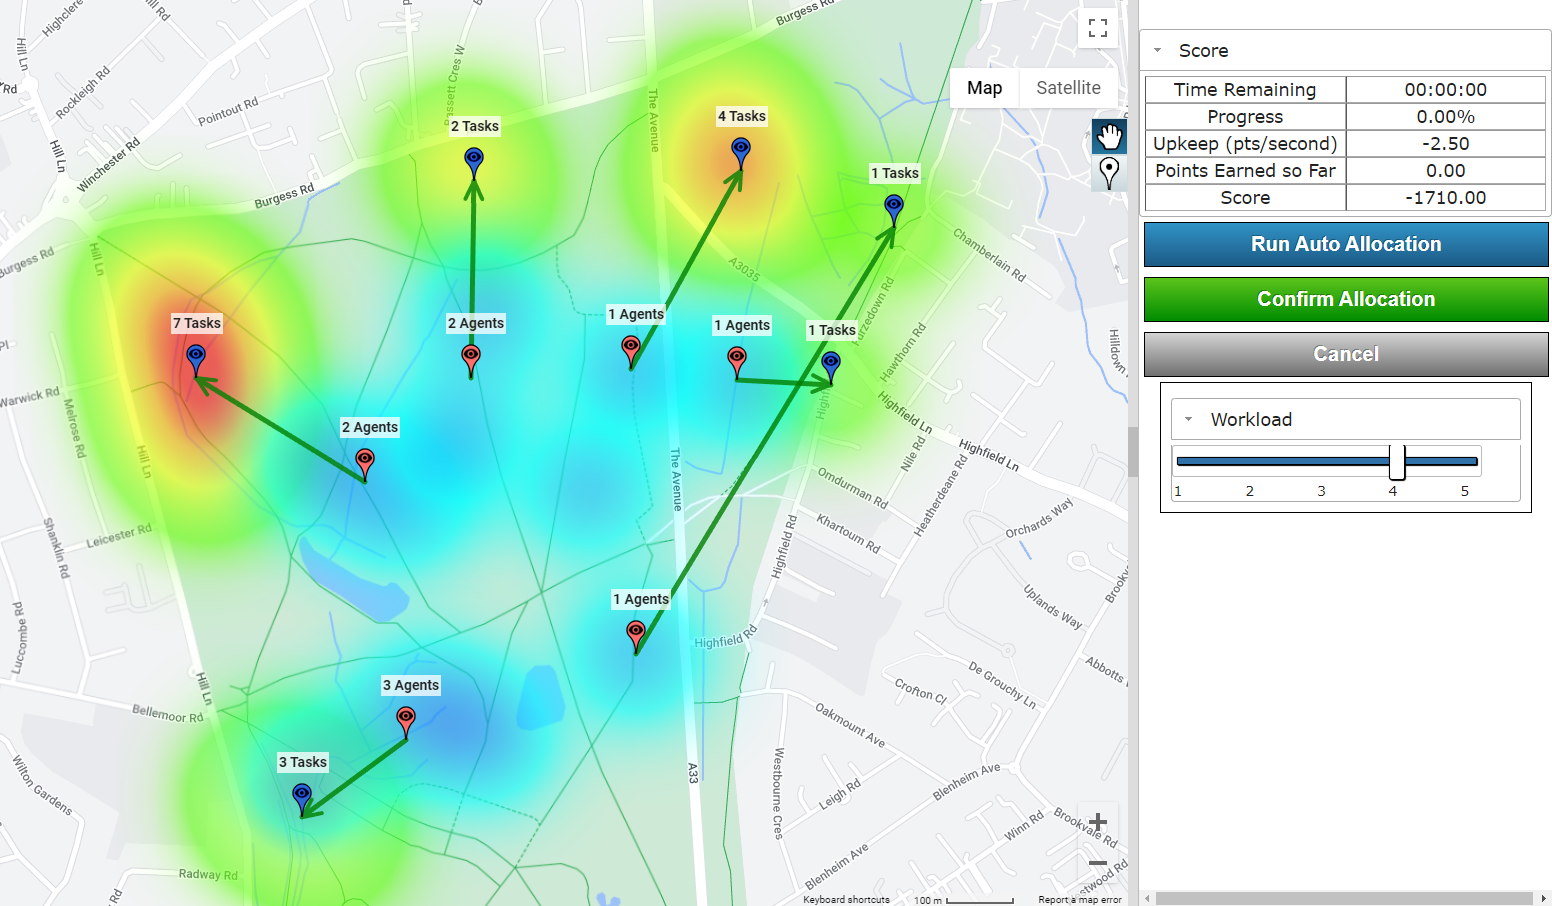 Highclere
Hill Rd
Hill Ln
Rd
Rockleigh Rd
Pointout Rd
Hill Ln
Winchester Rd
Burgess Rd
Burgess Rd
Bassett Cres W
The Avenue
Burgess Rd
Map
Satellite
2 Tasks
4 Tasks
1 Tasks
Hill Ln
7 Tasks
2 Agents
1 Agents
1 Agents
1 Tasks
A3035
Chamberlain Rd
Furzedown Rd
Hawthorn Rd
Hilldown
Highfield Ln
Highfield Ln
Pl
Warwick Rd
Melrose Rd
Hill Ln
2 Agents
The Avenue
Nile Rd
Omdurman Rd
Heatherdeane Rd
Khartoum Rd
Orchards Way
Highfield Rd
Shanklin Rd
Leicester Rd
Luccombe Rd
Uplands Way
Brookv
1 Agents
Highfield Rd
De Grouchy Ln
Abbotts
Crofton Cl
Oakmount Ave
3 Agents
Hill Ln
Bellemoor Rd
3 Tasks
A33
Westbourne Cres
Wilton Gardens
Leigh Rd
Blenheim Ave
Winn Rd
Brookvale Rd
Blenheim Ave
stwood Rd
Radway Rd
Rd
Keyboard shortcuts
100 m
Report a map error
Score
Time Remaining 00:00:00
Progress 0.00%
Upkeep (pts/second) -2.50
Points Earned so Far 0.00
Score -1710.00
Run Auto Allocation
Confirm Allocation
Cancel
Workload
1 2 3 4 5